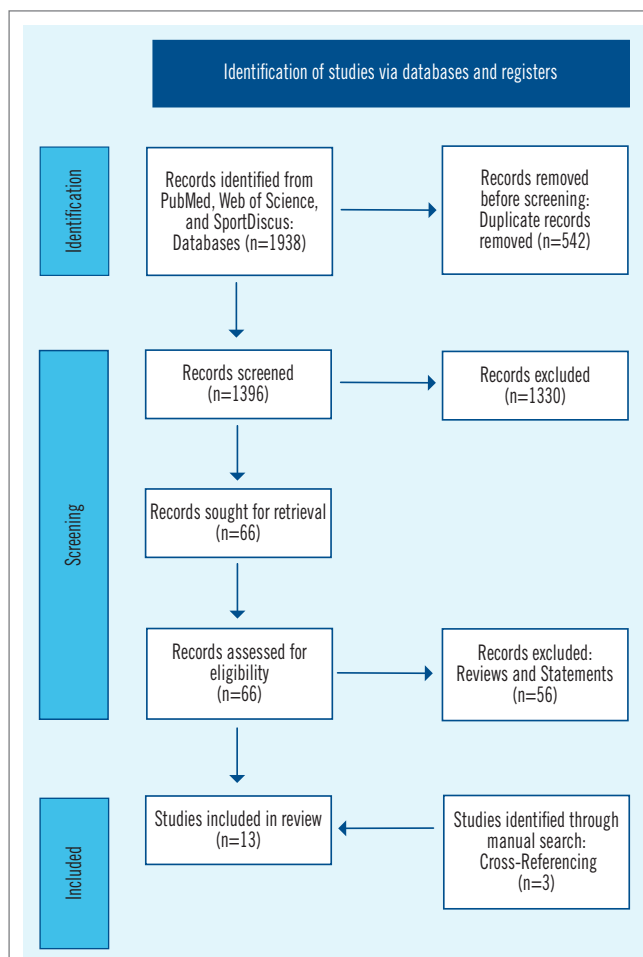 Identification of studies via databases and registers
Identification
Records identified from
PubMed, Web of Science,
and SportDiscus:
Databases (n=1938)
Records removed
before screening:
Duplicate records
removed (n=542)
Screening
Records screened
(n=1396)
Records excluded
(n=1330)
Records sought for retrieval
(n=66)
Records assessed for
eligibility
(n=66)
Records excluded:
Reviews and Statements
(n=56)
Included
Studies included in review
(n=13)
Studies identified through
manual search:
Cross-Referencing
(n=3)